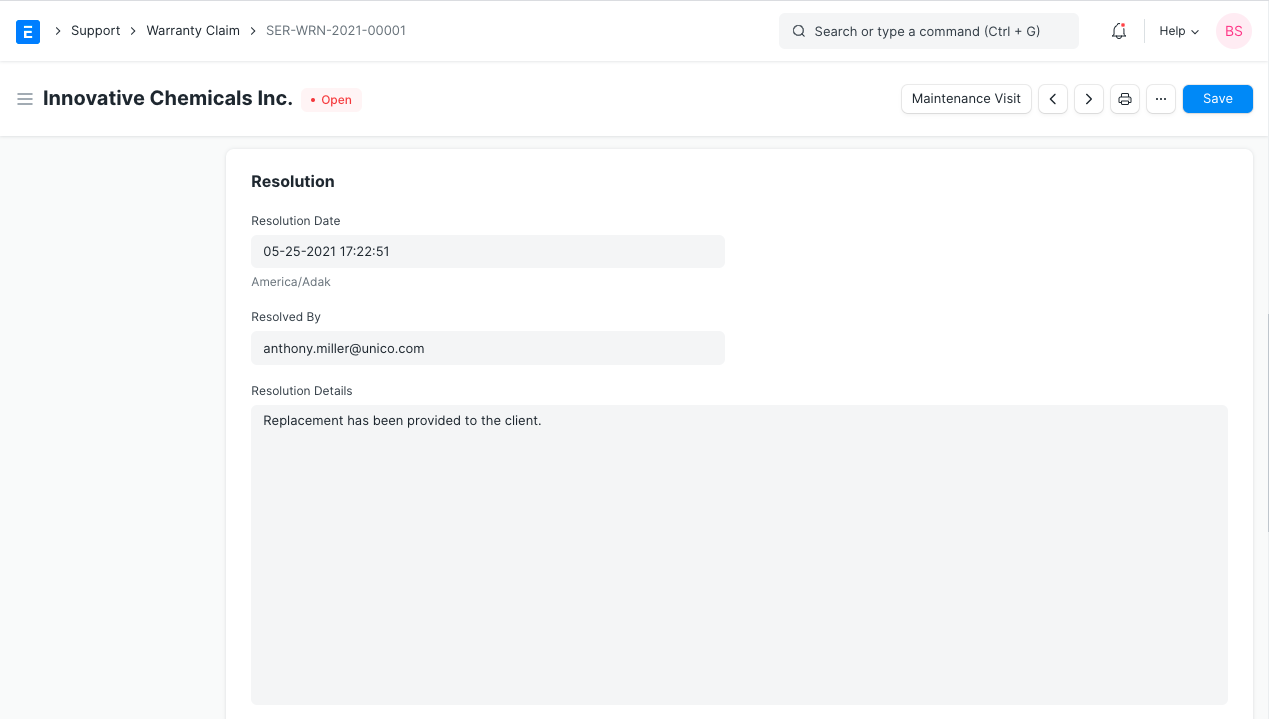 E Support Warranty Claim SER-WRN-2021-00001 Search or type a command (Ctrl + G) Help BS
Innovative Chemicals Inc. Open Maintenance Visit ... Save
Resolution
Resolution Date
05-25-2021 17:22:51
America/Adak
Resolved By
anthony.miller@unico.com
Resolution Details
Replacement has been provided to the client.